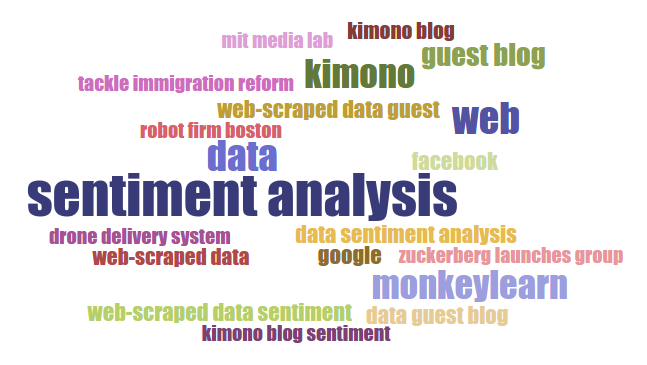 kimono blog
mit media lab
guest blog
kimono
tackle immigration reform
web-scraped data guest
web
robot firm boston
data
facebook
sentiment analysis
drone delivery system
data sentiment analysis
web-scraped data
google
zuckerberg launches group
monkeylearn
web-scraped data sentiment
data guest blog
kimono blog sentiment